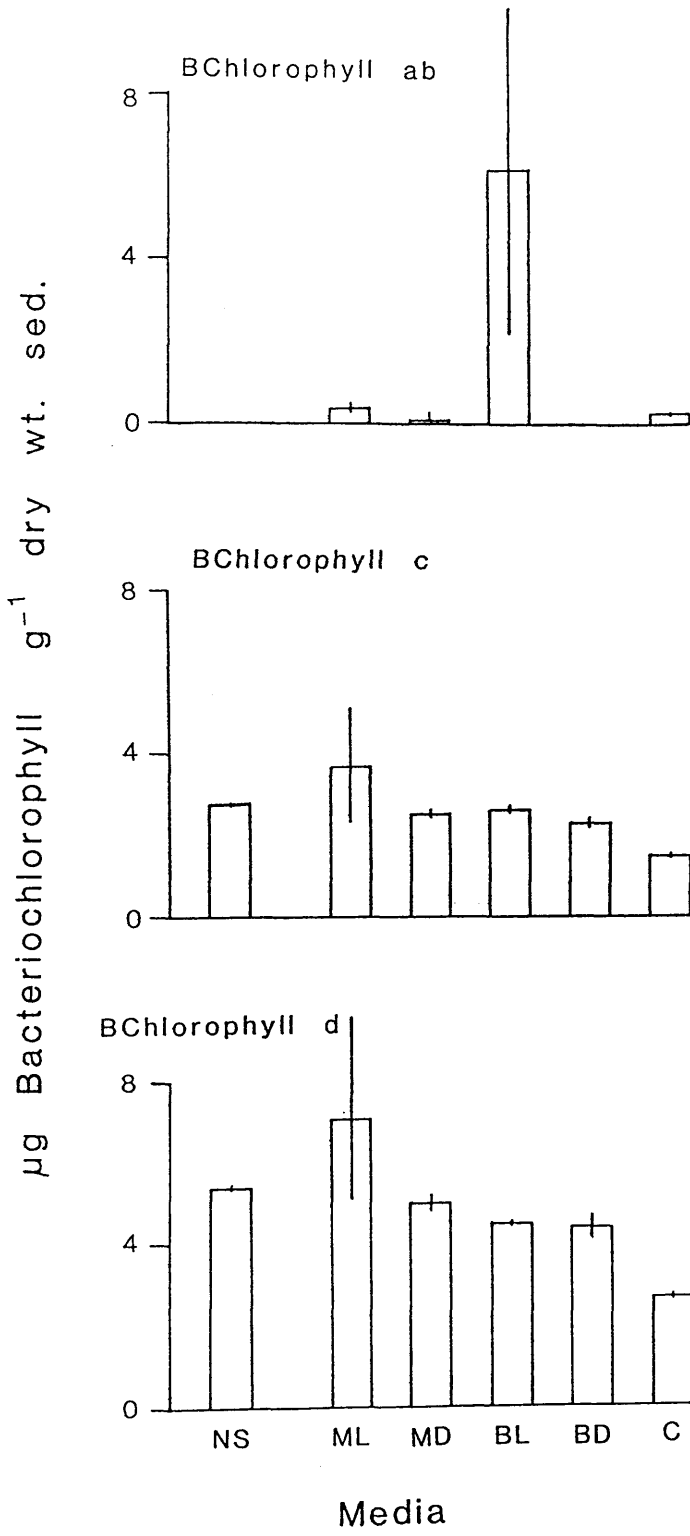 BChlorophyll ab
8
4
0
BChlorophyll c
8
4
0
BChlorophyll d
8
4
0
µg Bacteriochlorophyll g⁻¹ dry wt. sed.
NS ML MD BL BD C
Media